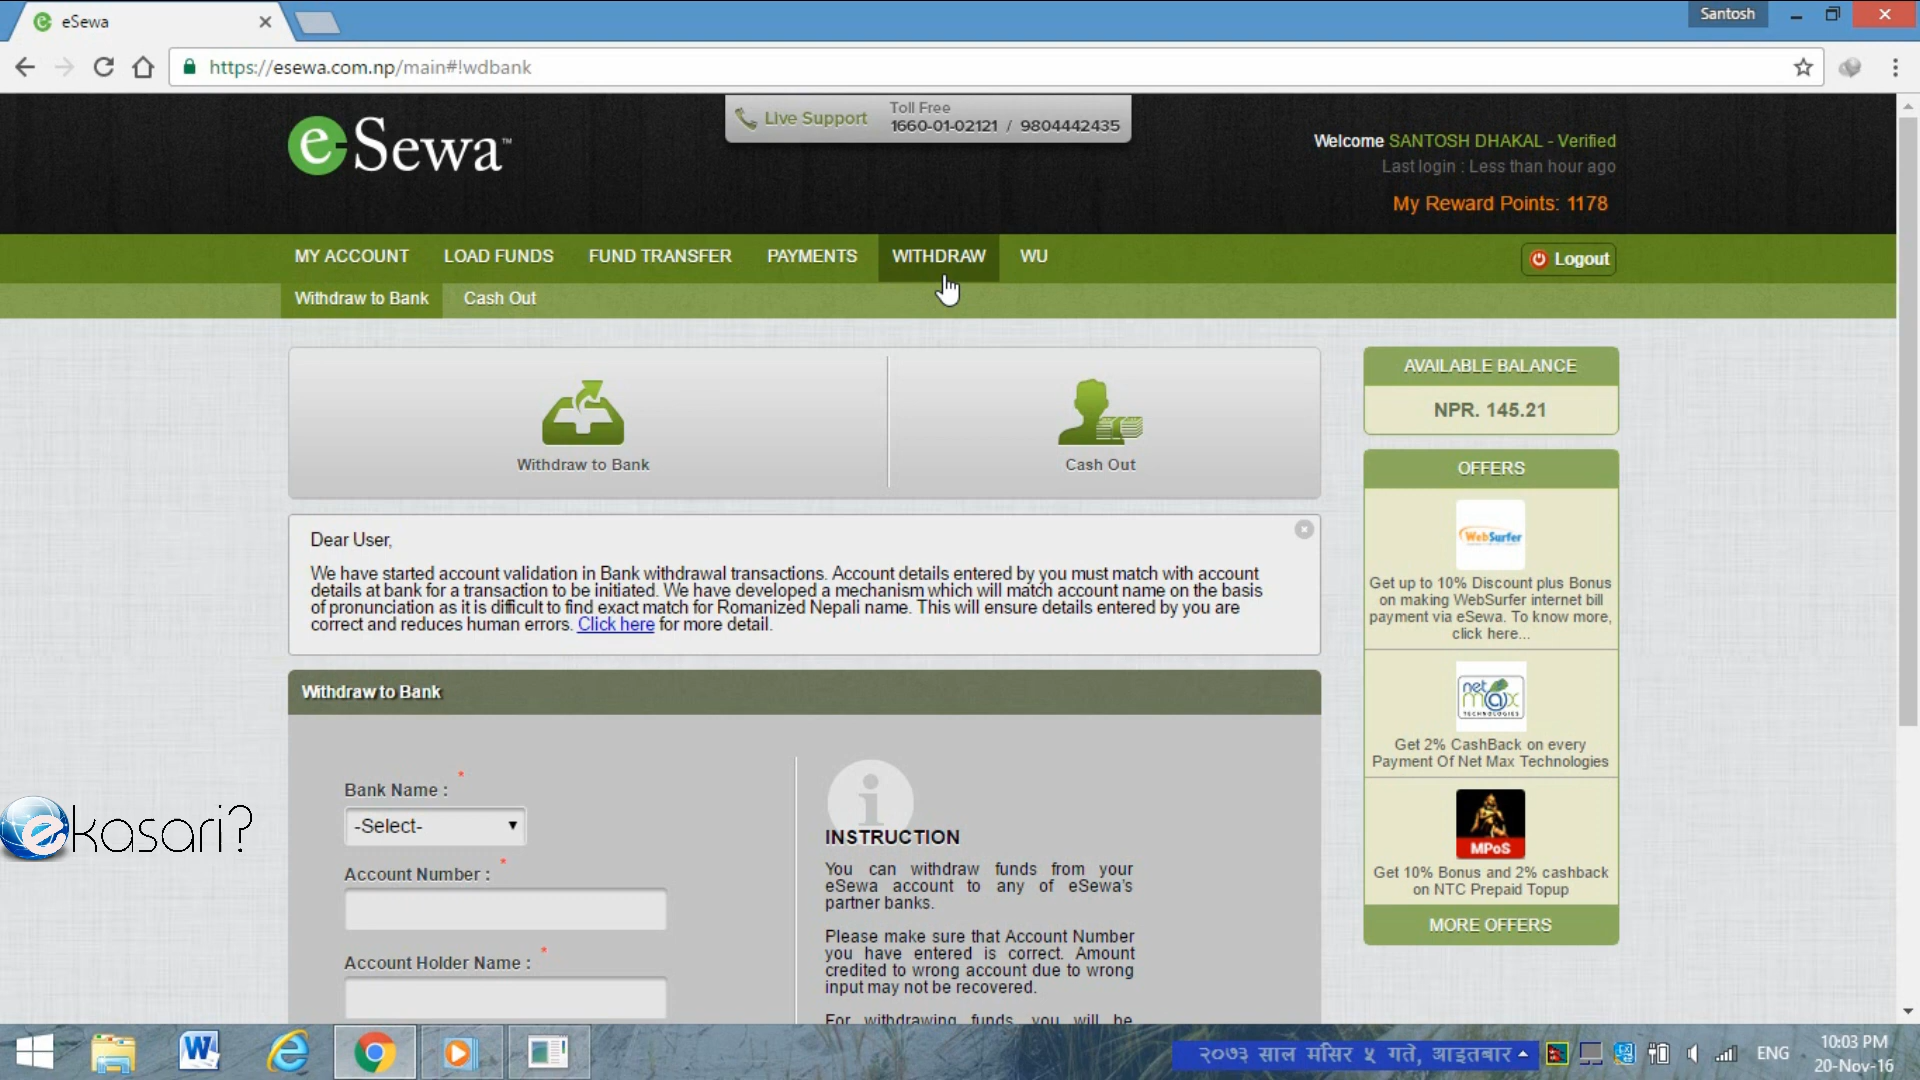 eSewa
Santosh
https://esewa.com.np/main#!wdbank
eSewa™
Live Support
Toll Free
1660-01-02121 / 9804442435
Welcome SANTOSH DHAKAL - Verified
Last login : Less than hour ago
My Reward Points: 1178
MY ACCOUNT LOAD FUNDS FUND TRANSFER PAYMENTS WITHDRAW WU Logout
Withdraw to Bank Cash Out
Withdraw to Bank
Cash Out
AVAILABLE BALANCE
NPR. 145.21
Dear User,
We have started account validation in Bank withdrawal transactions. Account details entered by you must match with account
details at bank for a transaction to be initiated. We have developed a mechanism which will match account name on the basis
of pronunciation as it is difficult to find exact match for Romanized Nepali name. This will ensure details entered by you are
correct and reduces human errors. Click here for more detail.
OFFERS
WebSurfer
Get up to 10% Discount plus Bonus
on making WebSurfer internet bill
payment via eSewa. To know more,
click here...
net
max
TECHNOLOGIES
Get 2% CashBack on every
Payment Of Net Max Technologies
MPoS
Get 10% Bonus and 2% cashback
on NTC Prepaid Topup
MORE OFFERS
Withdraw to Bank
Bank Name : *
-Select-
Account Number : *
Account Holder Name : *
INSTRUCTION
You can withdraw funds from your
eSewa account to any of eSewa's
partner banks.
Please make sure that Account Number
you have entered is correct. Amount
credited to wrong account due to wrong
input may not be recovered.
For withdrawing funds, you will be
ekasari?
२०७३ साल मंसिर ५ गते, आइतबार
ENG
10:03 PM
20-Nov-16